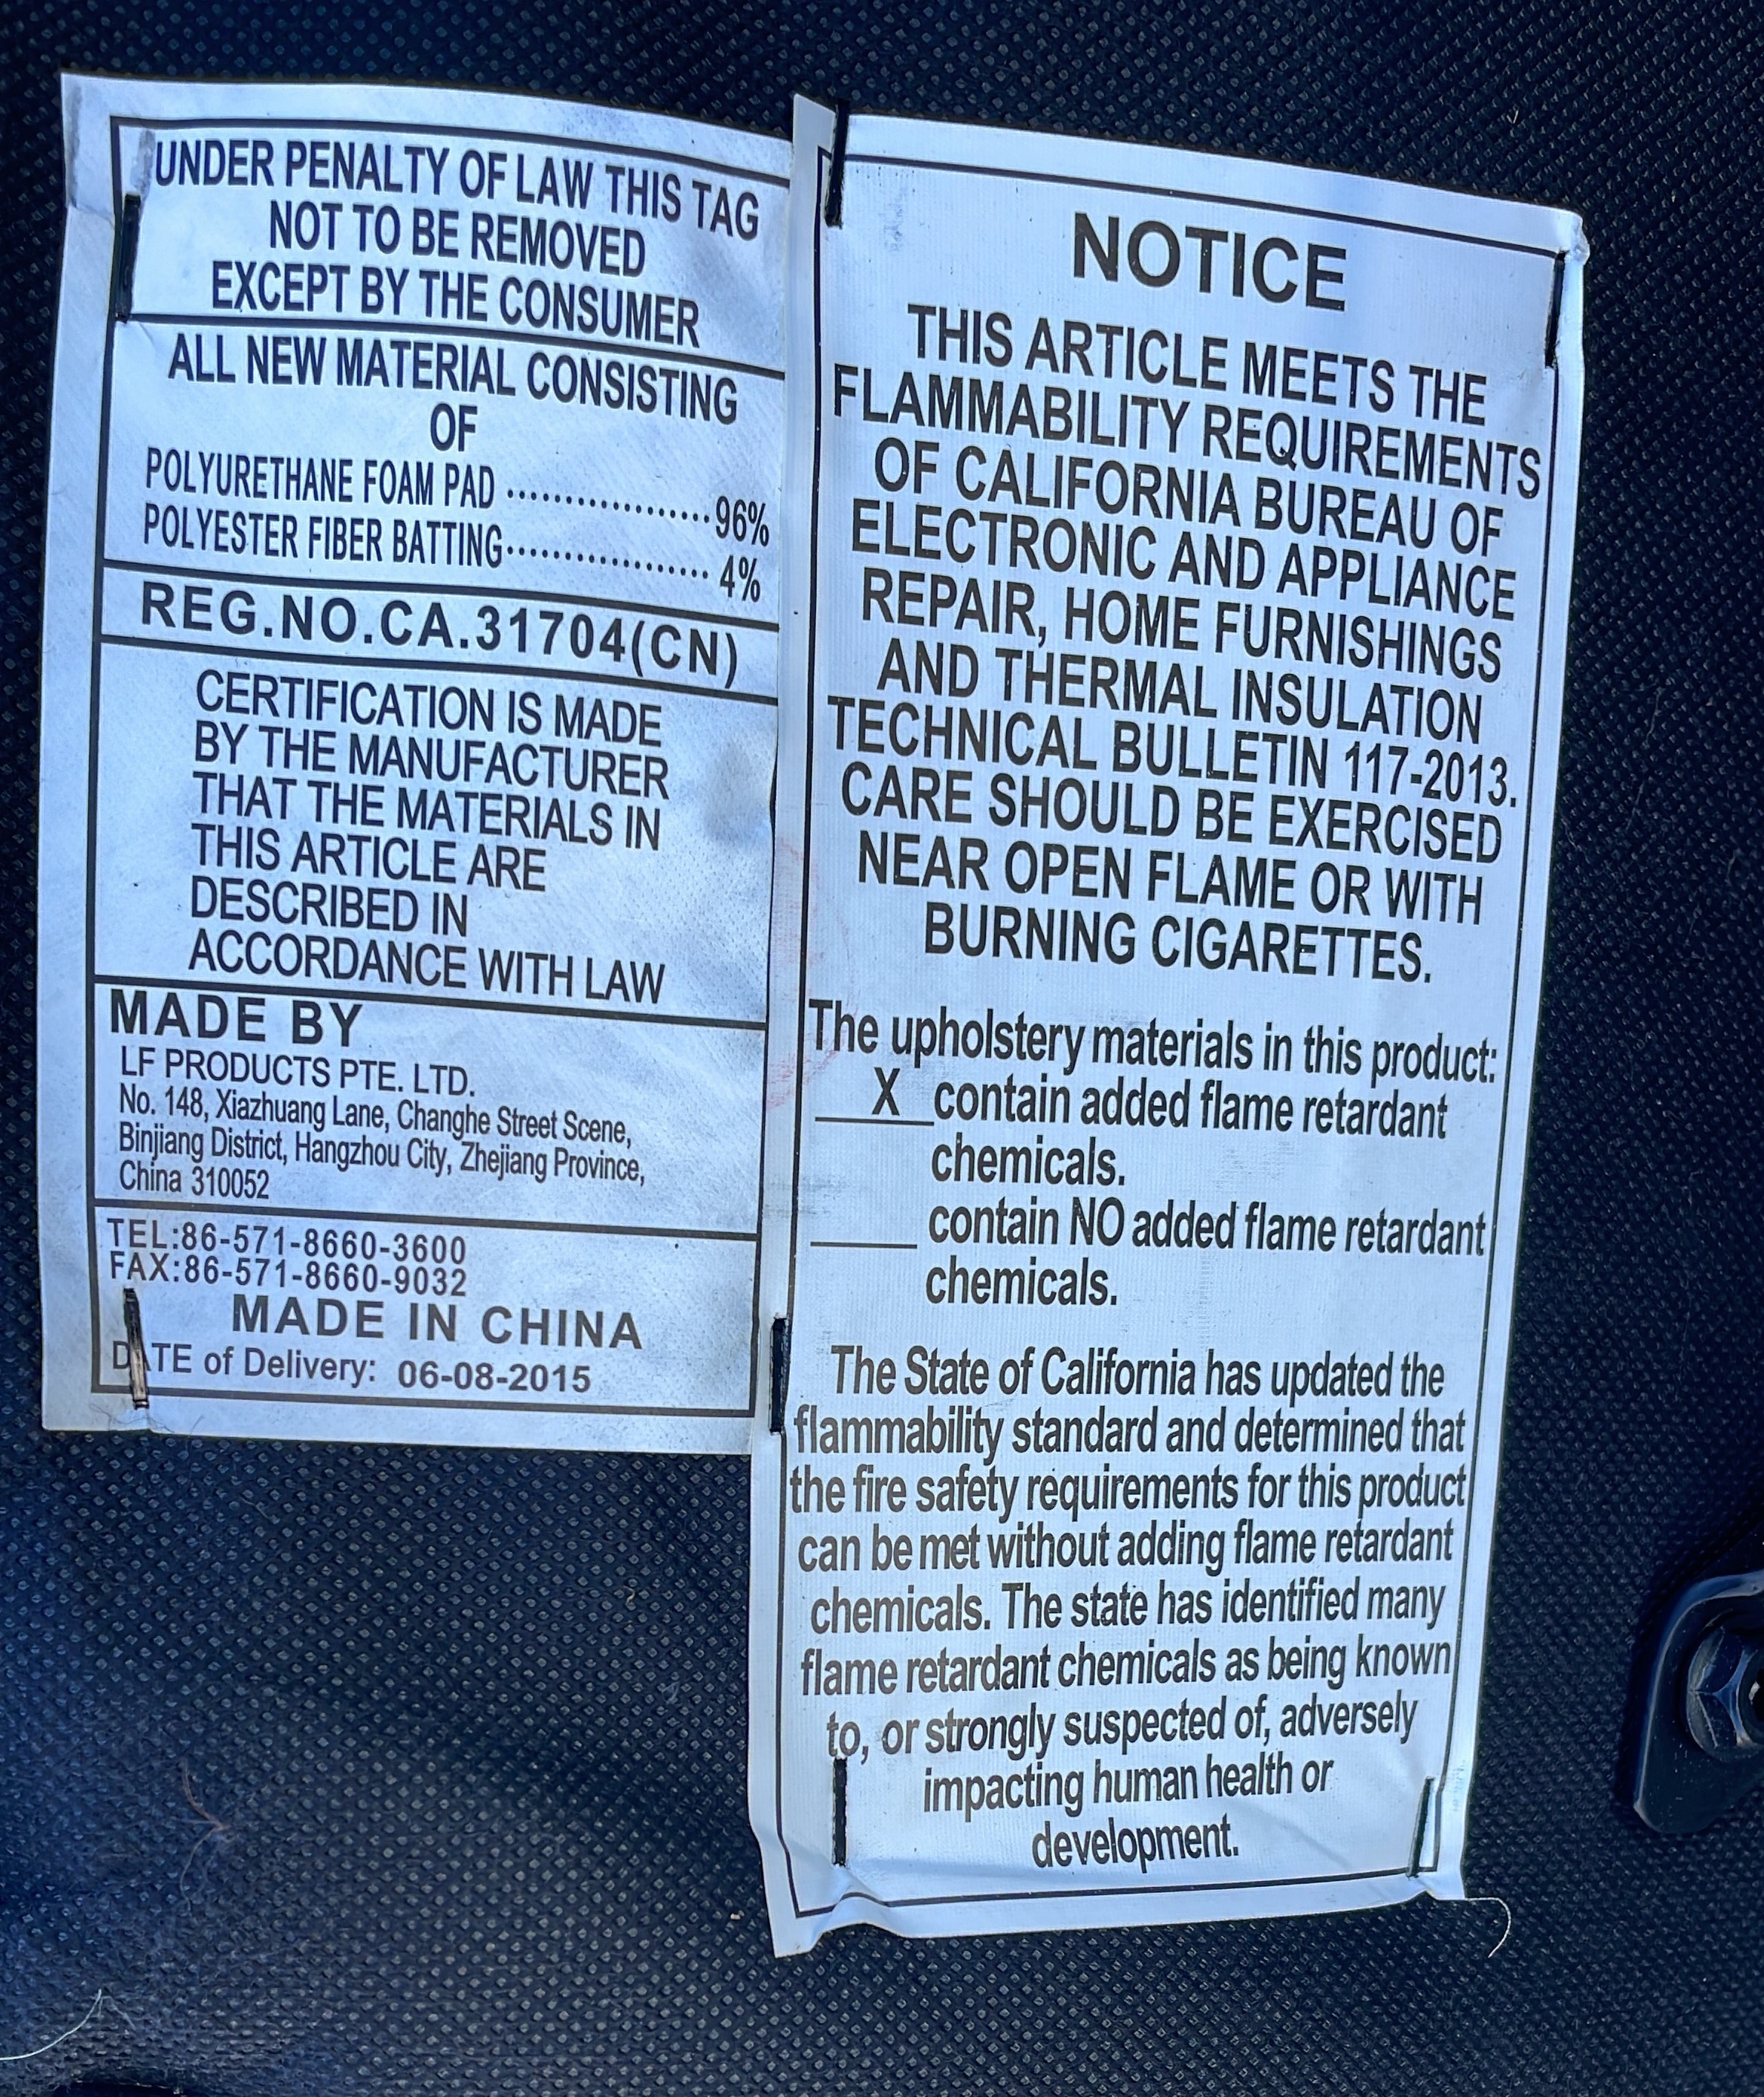 UNDER PENALTY OF LAW THIS TAG
NOT TO BE REMOVED
EXCEPT BY THE CONSUMER
ALL NEW MATERIAL CONSISTING
OF
POLYURETHANE FOAM PAD ..................96%
POLYESTER FIBER BATTING.................. 4%
REG.NO.CA.31704(CN)
CERTIFICATION IS MADE
BY THE MANUFACTURER
THAT THE MATERIALS IN
THIS ARTICLE ARE
DESCRIBED IN
ACCORDANCE WITH LAW
MADE BY
LF PRODUCTS PTE. LTD.
No. 148, Xiazhuang Lane, Changhe Street Scene,
Binjiang District, Hangzhou City, Zhejiang Province,
China 310052
TEL:86-571-8660-3600
FAX:86-571-8660-9032
MADE IN CHINA
DATE of Delivery: 06-08-2015
NOTICE
THIS ARTICLE MEETS THE
FLAMMABILITY REQUIREMENTS
OF CALIFORNIA BUREAU OF
ELECTRONIC AND APPLIANCE
REPAIR, HOME FURNISHINGS
AND THERMAL INSULATION
TECHNICAL BULLETIN 117-2013.
CARE SHOULD BE EXERCISED
NEAR OPEN FLAME OR WITH
BURNING CIGARETTES.
The upholstery materials in this product:
X contain added flame retardant
chemicals.
____ contain NO added flame retardant
chemicals.
The State of California has updated the
flammability standard and determined that
the fire safety requirements for this product
can be met without adding flame retardant
chemicals. The state has identified many
flame retardant chemicals as being known
to, or strongly suspected of, adversely
impacting human health or
development.